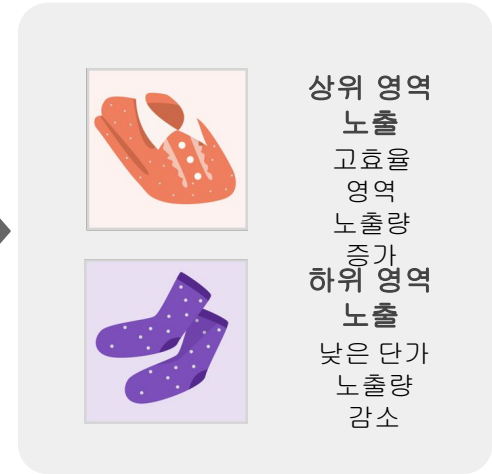 상위 영역
노출
고효율
영역
노출량
증가
하위 영역
노출
낮은 단가
노출량
감소